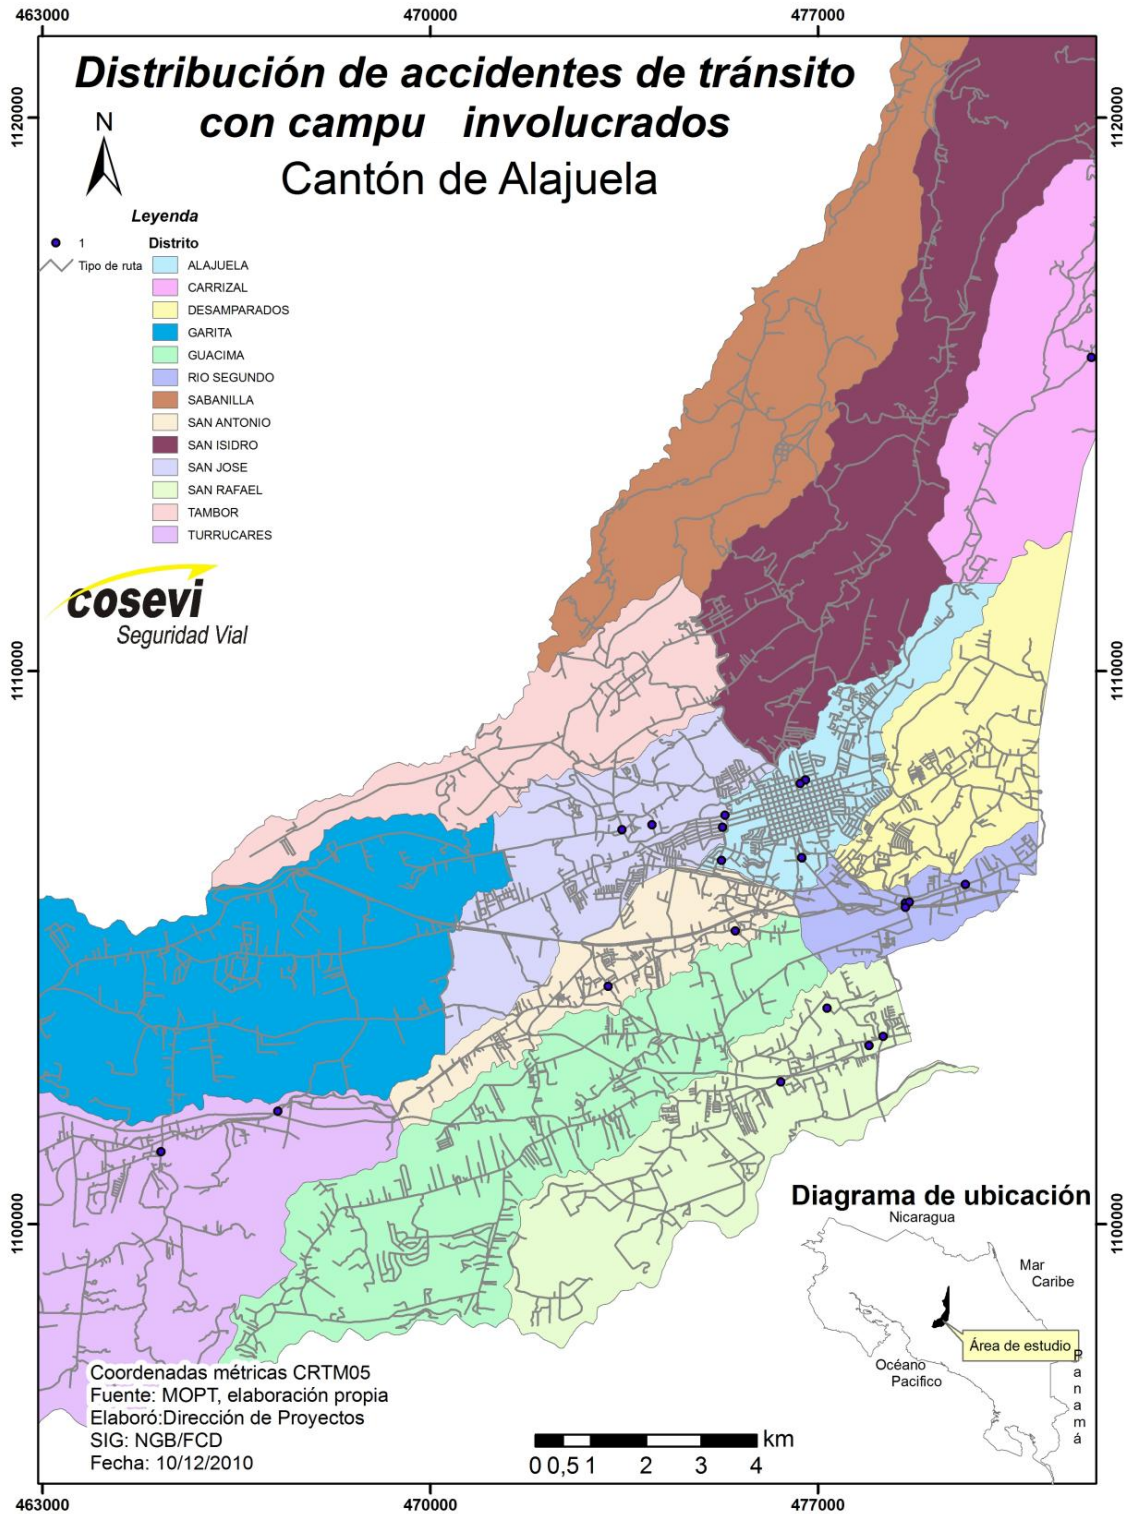 463000 470000 477000
Distribución de accidentes de tránsito
con campu involucrados
Cantón de Alajuela
1120000
1120000
N
Leyenda
1
Tipo de ruta
Distrito
ALAJUELA
CARRIZAL
DESAMPARADOS
GARITA
GUACIMA
RIO SEGUNDO
SABANILLA
SAN ANTONIO
SAN ISIDRO
SAN JOSE
SAN RAFAEL
TAMBOR
TURRUCARES
cosevi
Seguridad Vial
1110000
1110000
1100000
1100000
Diagrama de ubicación
Nicaragua
Mar
Caribe
Área de estudio
Océano
Pacifico
Panamá
Coordenadas métricas CRTM05
Fuente: MOPT, elaboración propia
Elaboró:Dirección de Proyectos
SIG: NGB/FCD
Fecha: 10/12/2010
km
0 0,5 1 2 3 4
463000 470000 477000